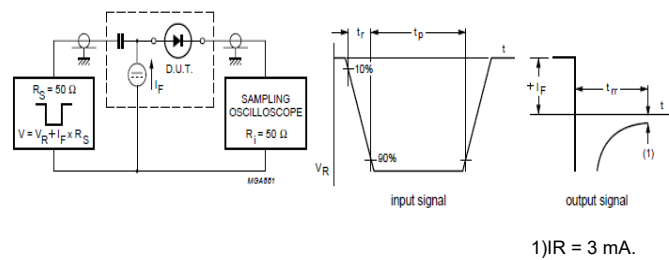 D.U.T.
I_F
R_S = 50 Ω
V = V_R + I_F x R_S
SAMPLING
OSCILLOSCOPE
R_i = 50 Ω
MGA881
t_r
t_p
t
10%
90%
V_R
input signal
+ I_F
t_rr
t
(1)
output signal
1)IR = 3 mA.